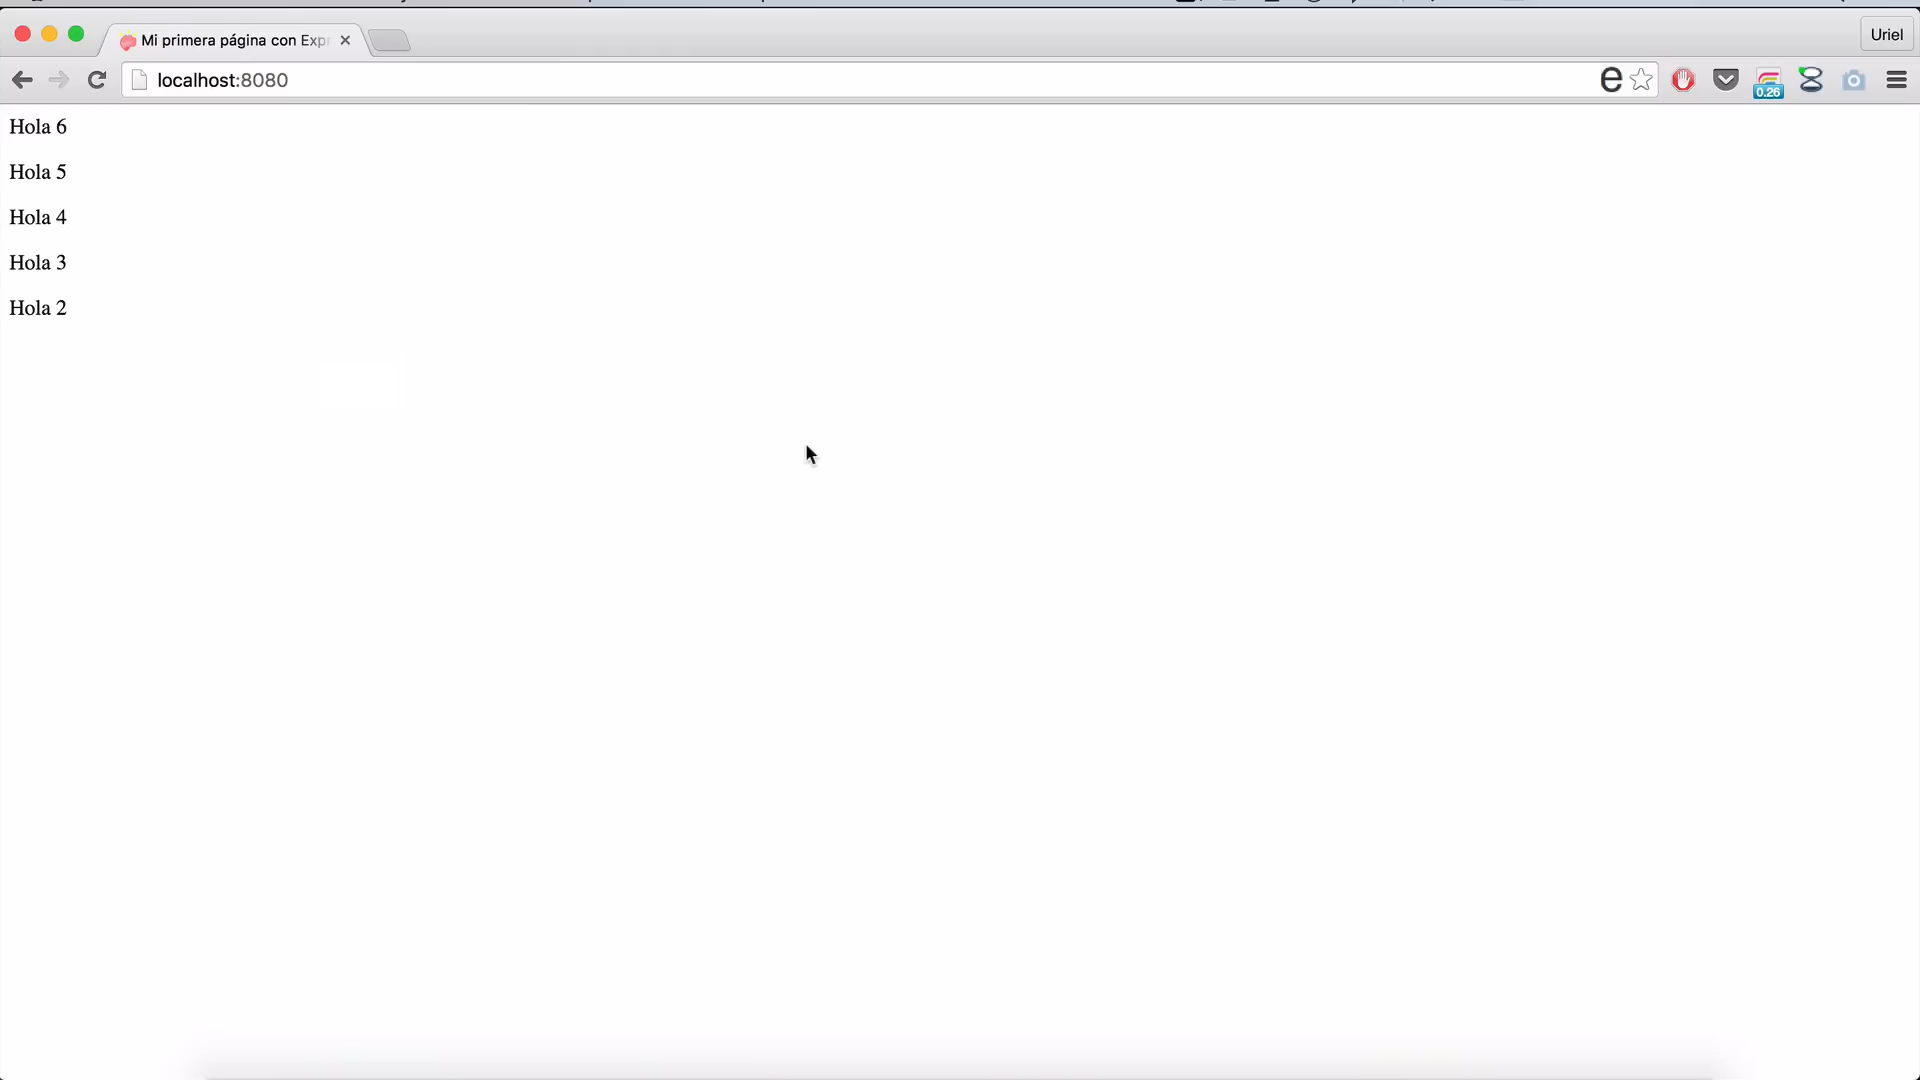 Mi primera página con Expr
Uriel
localhost:8080
0.26
Hola 6
Hola 5
Hola 4
Hola 3
Hola 2